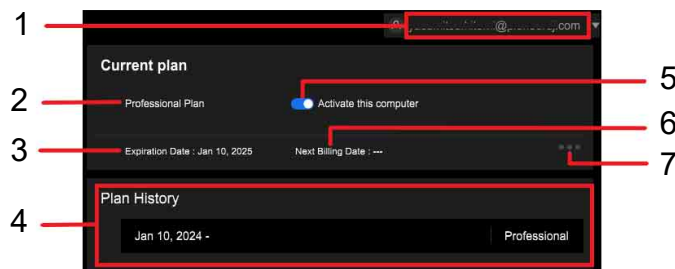 1
@ .com
Current plan
5
2 Professional Plan Activate this computer
6
3 Expiration Date : Jan 10, 2025 Next Billing Date : ---
7
Plan History
4
Jan 10, 2024 - Professional